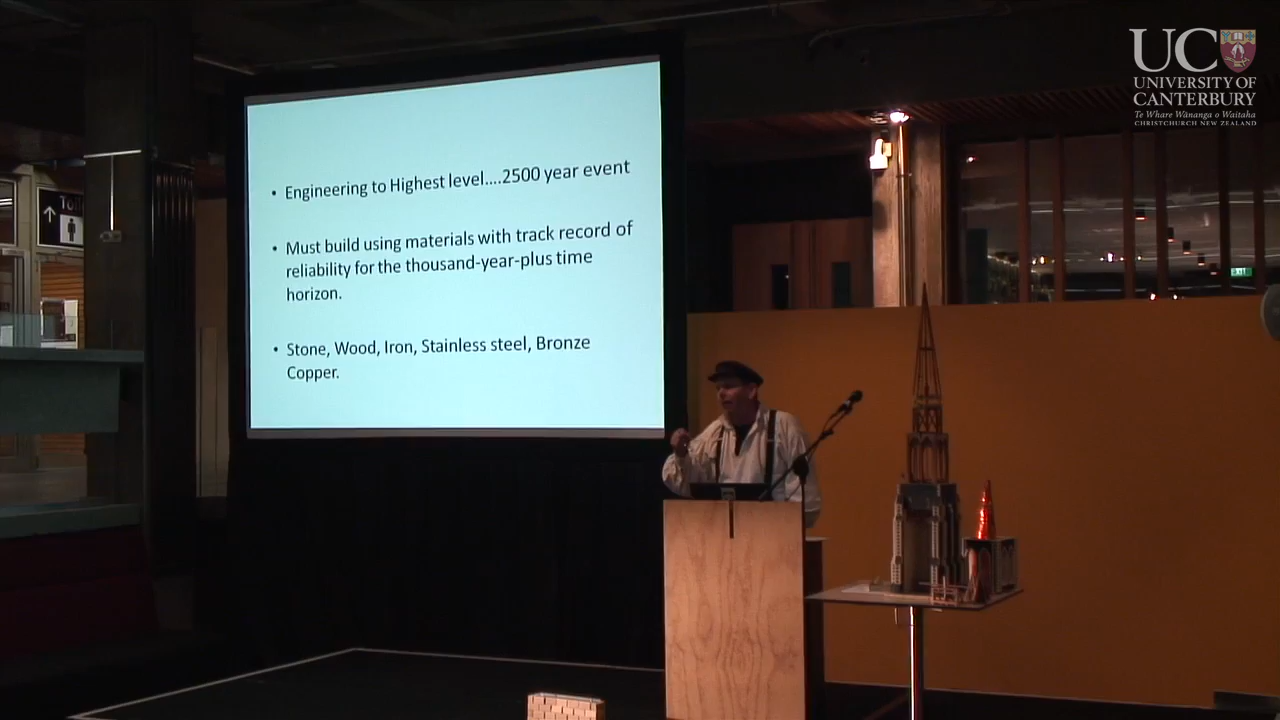 UC
UNIVERSITY OF
CANTERBURY
Te Whare Wānanga o Waitaha
CHRISTCHURCH NEW ZEALAND
• Engineering to Highest level....2500 year event
• Must build using materials with track record of
reliability for the thousand-year-plus time
horizon.
• Stone, Wood, Iron, Stainless steel, Bronze
Copper.
EXIT